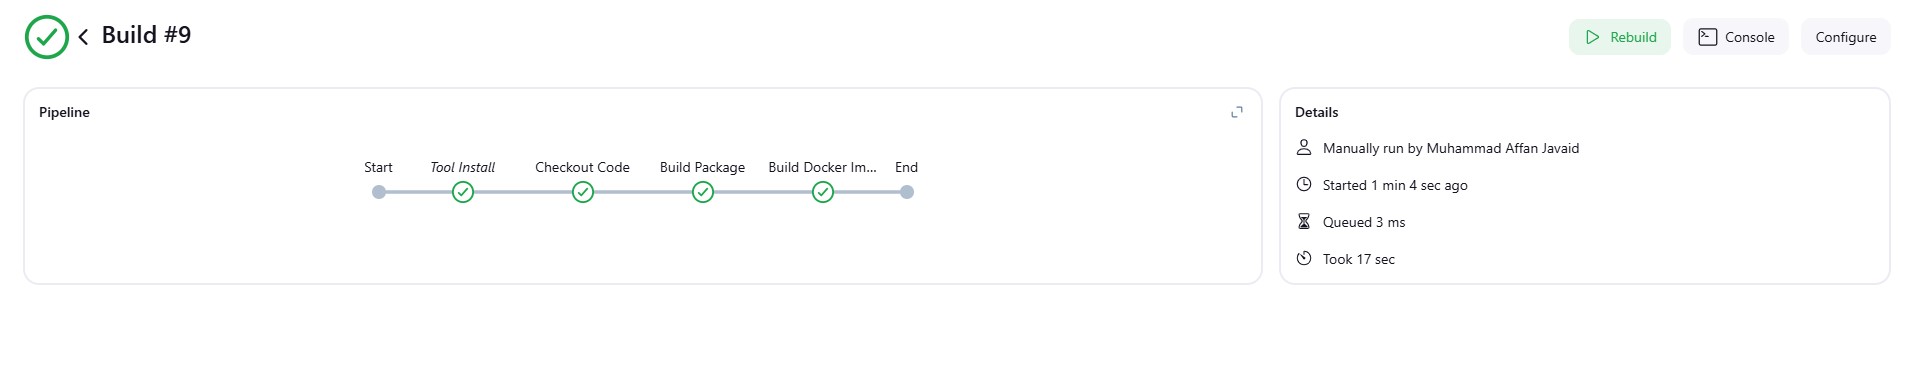 Build #9
Rebuild
Console
Configure
Pipeline
Start
Tool Install
Checkout Code
Build Package
Build Docker Im...
End
Details
Manually run by Muhammad Affan Javaid
Started 1 min 4 sec ago
Queued 3 ms
Took 17 sec